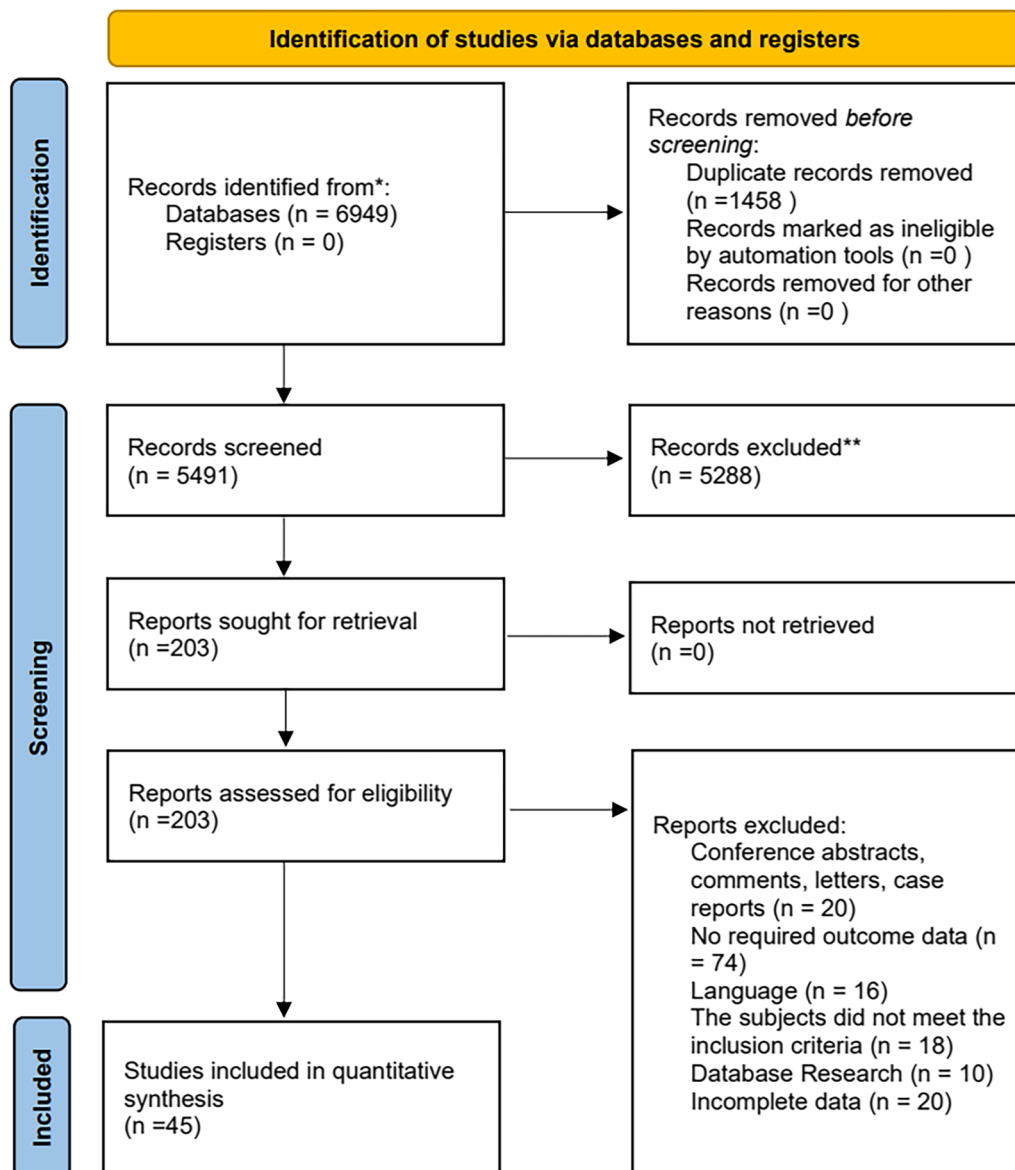 Identification of studies via databases and registers
Identification
Records identified from*:
Databases (n = 6949)
Registers (n = 0)
Records removed before
screening:
Duplicate records removed
(n =1458 )
Records marked as ineligible
by automation tools (n =0 )
Records removed for other
reasons (n =0 )
Screening
Records screened
(n = 5491)
Records excluded**
(n = 5288)
Reports sought for retrieval
(n =203)
Reports not retrieved
(n =0)
Reports assessed for eligibility
(n =203)
Reports excluded:
Conference abstracts,
comments, letters, case
reports (n = 20)
No required outcome data (n
= 74)
Language (n = 16)
The subjects did not meet the
inclusion criteria (n = 18)
Database Research (n = 10)
Incomplete data (n = 20)
Included
Studies included in quantitative
synthesis
(n =45)